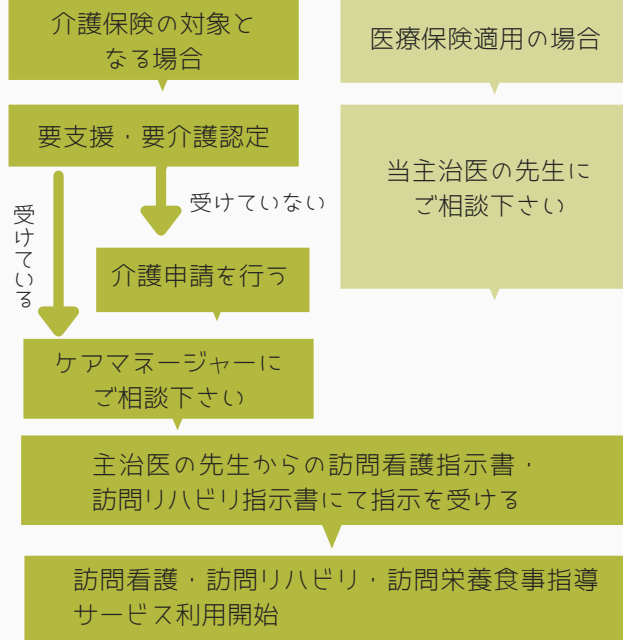 介護保険の対象と
なる場合
要支援・要介護認定
受けている
受けていない
介護申請を行う
ケアマネージャーに
ご相談下さい
医療保険適用の場合
当主治医の先生に
ご相談下さい
主治医の先生からの訪問看護指示書・
訪問リハビリ指示書にて指示を受ける
訪問看護・訪問リハビリ・訪問栄養食事指導
サービス利用開始